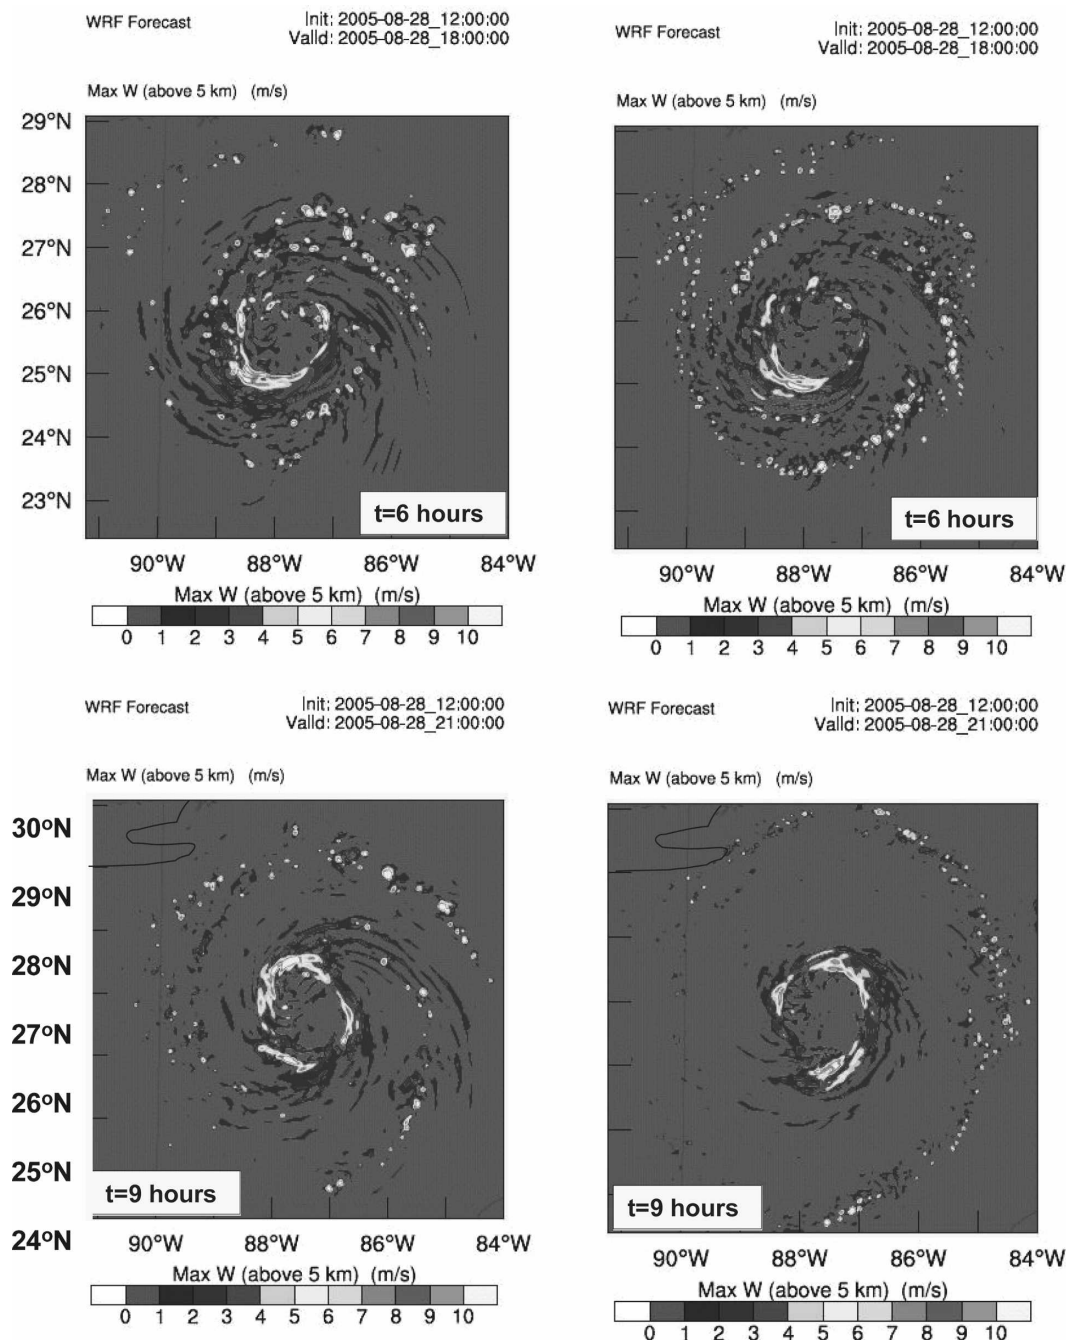 WRF Forecast
Init: 2005-08-28_12:00:00
Valid: 2005-08-28_18:00:00
Max W (above 5 km) (m/s)
29°N
28°N
27°N
26°N
25°N
24°N
23°N
t=6 hours
90°W 88°W 86°W 84°W
Max W (above 5 km) (m/s)
0 1 2 3 4 5 6 7 8 9 10
WRF Forecast
Init: 2005-08-28_12:00:00
Valid: 2005-08-28_18:00:00
Max W (above 5 km) (m/s)
t=6 hours
90°W 88°W 86°W 84°W
Max W (above 5 km) (m/s)
0 1 2 3 4 5 6 7 8 9 10
WRF Forecast
Init: 2005-08-28_12:00:00
Valid: 2005-08-28_21:00:00
Max W (above 5 km) (m/s)
30°N
29°N
28°N
27°N
26°N
25°N
24°N
t=9 hours
90°W 88°W 86°W 84°W
Max W (above 5 km) (m/s)
0 1 2 3 4 5 6 7 8 9 10
WRF Forecast
Init: 2005-08-28_12:00:00
Valid: 2005-08-28_21:00:00
Max W (above 5 km) (m/s)
t=9 hours
90°W 88°W 86°W 84°W
Max W (above 5 km) (m/s)
0 1 2 3 4 5 6 7 8 9 10